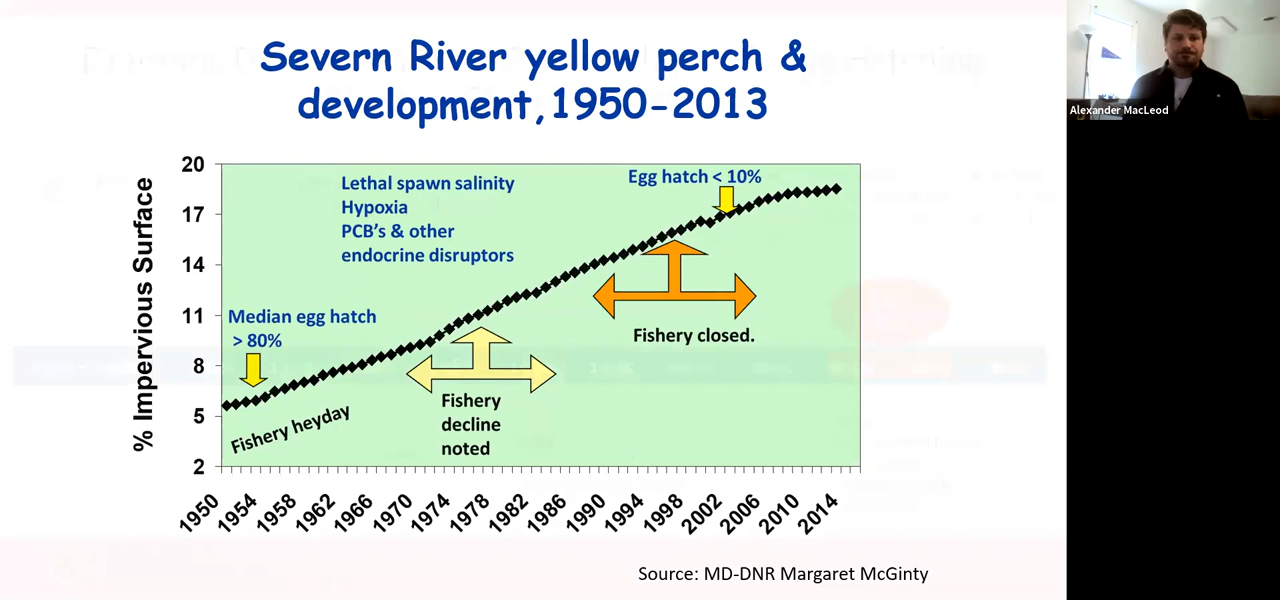 Severn River yellow perch &
development,1950-2013
Alexander MacLeod
% Impervious Surface
20
17
14
11
8
5
2
Lethal spawn salinity
Hypoxia
PCB's & other
endocrine disruptors
Egg hatch < 10%
Median egg hatch
> 80%
Fishery heyday
Fishery
decline
noted
Fishery closed.
1950
1954
1958
1962
1966
1970
1974
1978
1982
1986
1990
1994
1998
2002
2006
2010
2014
Source: MD-DNR Margaret McGinty